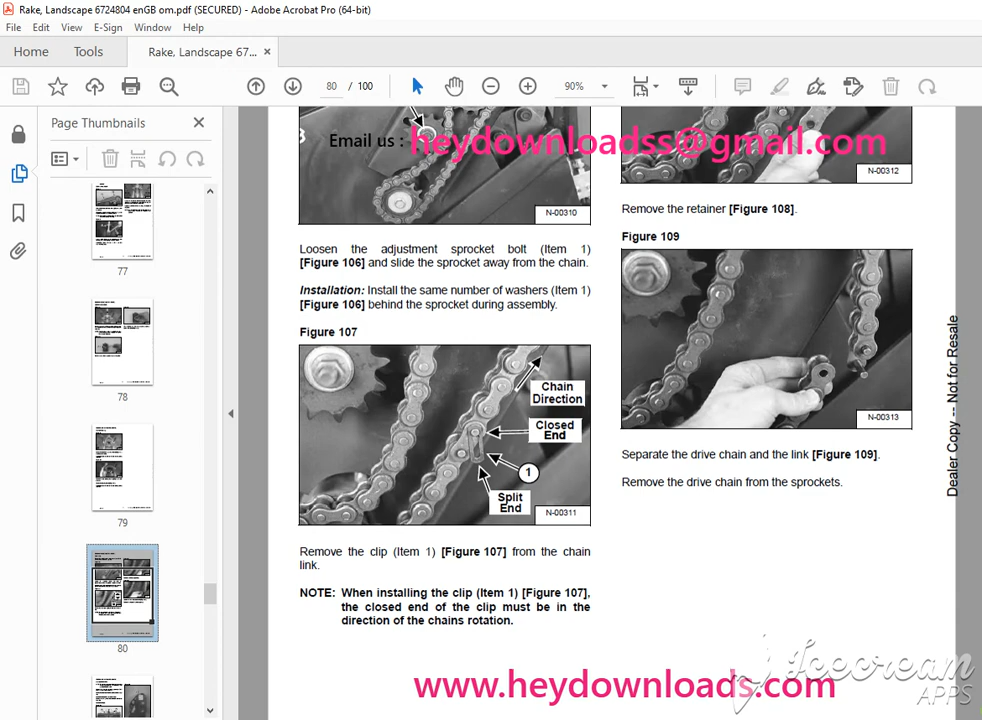 Rake, Landscape 6724804 enGB om.pdf (SECURED) - Adobe Acrobat Pro (64-bit)
File Edit View E-Sign Window Help
Home Tools Rake, Landscape 67... ×
80 / 100 90%
Page Thumbnails
77
78
79
80
Email us : heydownloadss@gmail.com
N-00310
Loosen the adjustment sprocket bolt (Item 1)
[Figure 106] and slide the sprocket away from the chain.
Installation: Install the same number of washers (Item 1)
[Figure 106] behind the sprocket during assembly.
Figure 107
Chain
Direction
Closed
End
1
Split
End
N-00311
Remove the clip (Item 1) [Figure 107] from the chain
link.
NOTE: When installing the clip (Item 1) [Figure 107],
the closed end of the clip must be in the
direction of the chains rotation.
N-00312
Remove the retainer [Figure 108].
Figure 109
N-00313
Separate the drive chain and the link [Figure 109].
Remove the drive chain from the sprockets.
Dealer Copy -- Not for Resale
www.heydownloads.com
Icecream
APPS